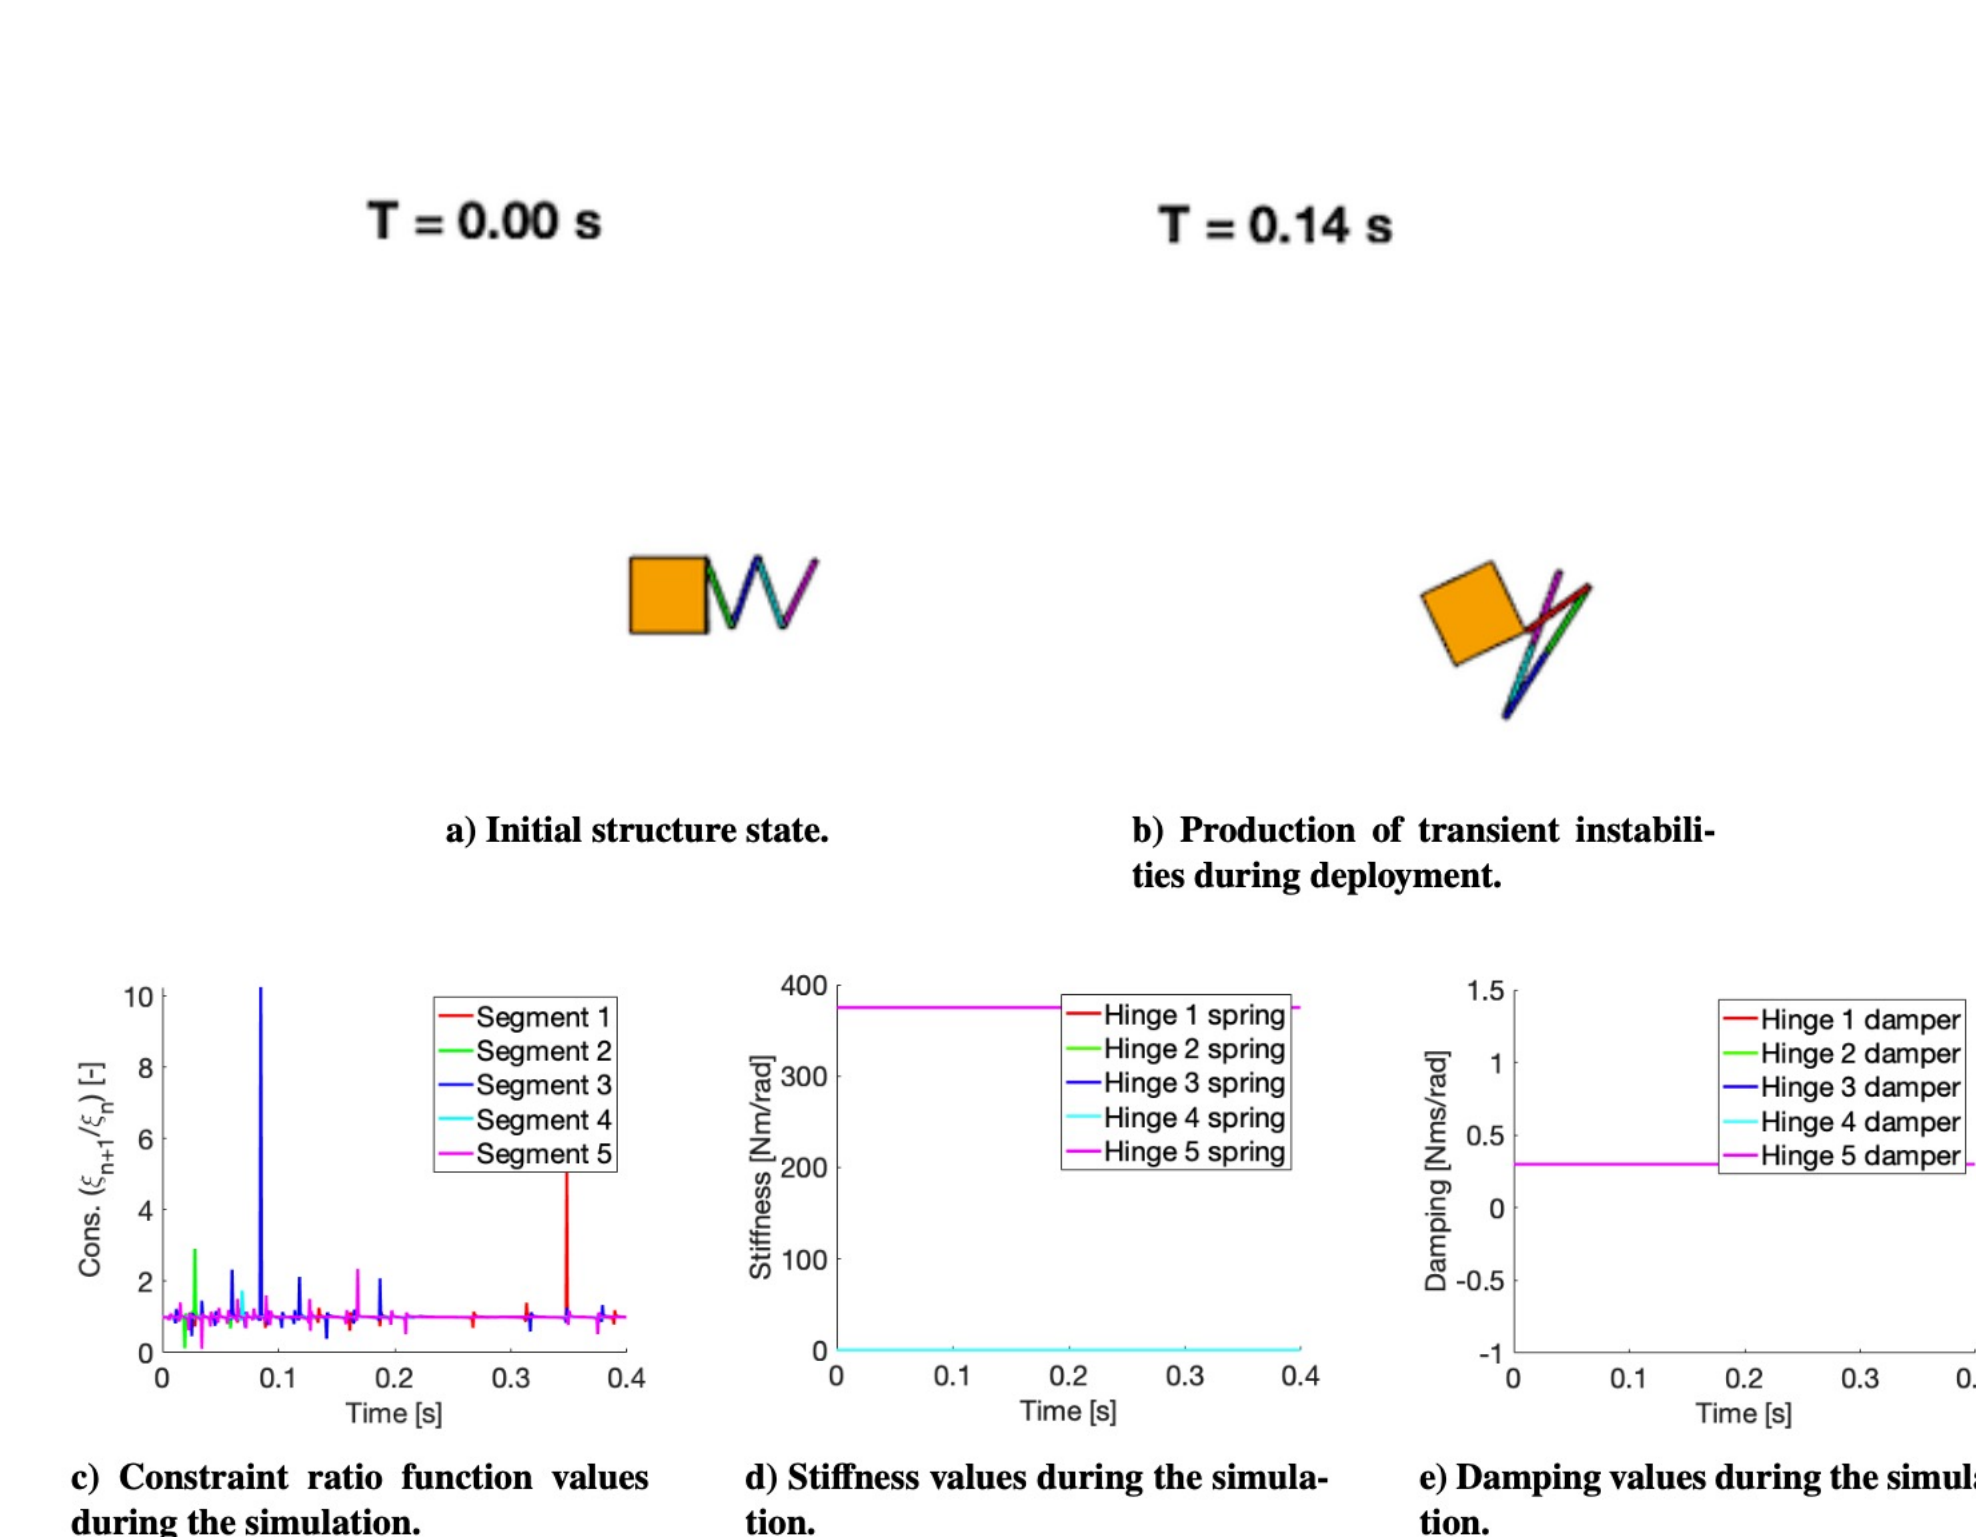 T = 0.00 s
T = 0.14 s
a) Initial structure state.
b) Production of transient instabili-
ties during deployment.
10
8
6
4
2
0
0 0.1 0.2 0.3 0.4
Time [s]
Cons. (ξn+1/ξn) [-]
Segment 1
Segment 2
Segment 3
Segment 4
Segment 5
c) Constraint ratio function values
during the simulation.
400
300
200
100
0
0 0.1 0.2 0.3 0.4
Time [s]
Stiffness [Nm/rad]
Hinge 1 spring
Hinge 2 spring
Hinge 3 spring
Hinge 4 spring
Hinge 5 spring
d) Stiffness values during the simula-
tion.
1.5
1
0.5
0
-0.5
-1
0 0.1 0.2 0.3 0.
Time [s]
Damping [Nms/rad]
Hinge 1 damper
Hinge 2 damper
Hinge 3 damper
Hinge 4 damper
Hinge 5 damper
e) Damping values during the simul
tion.